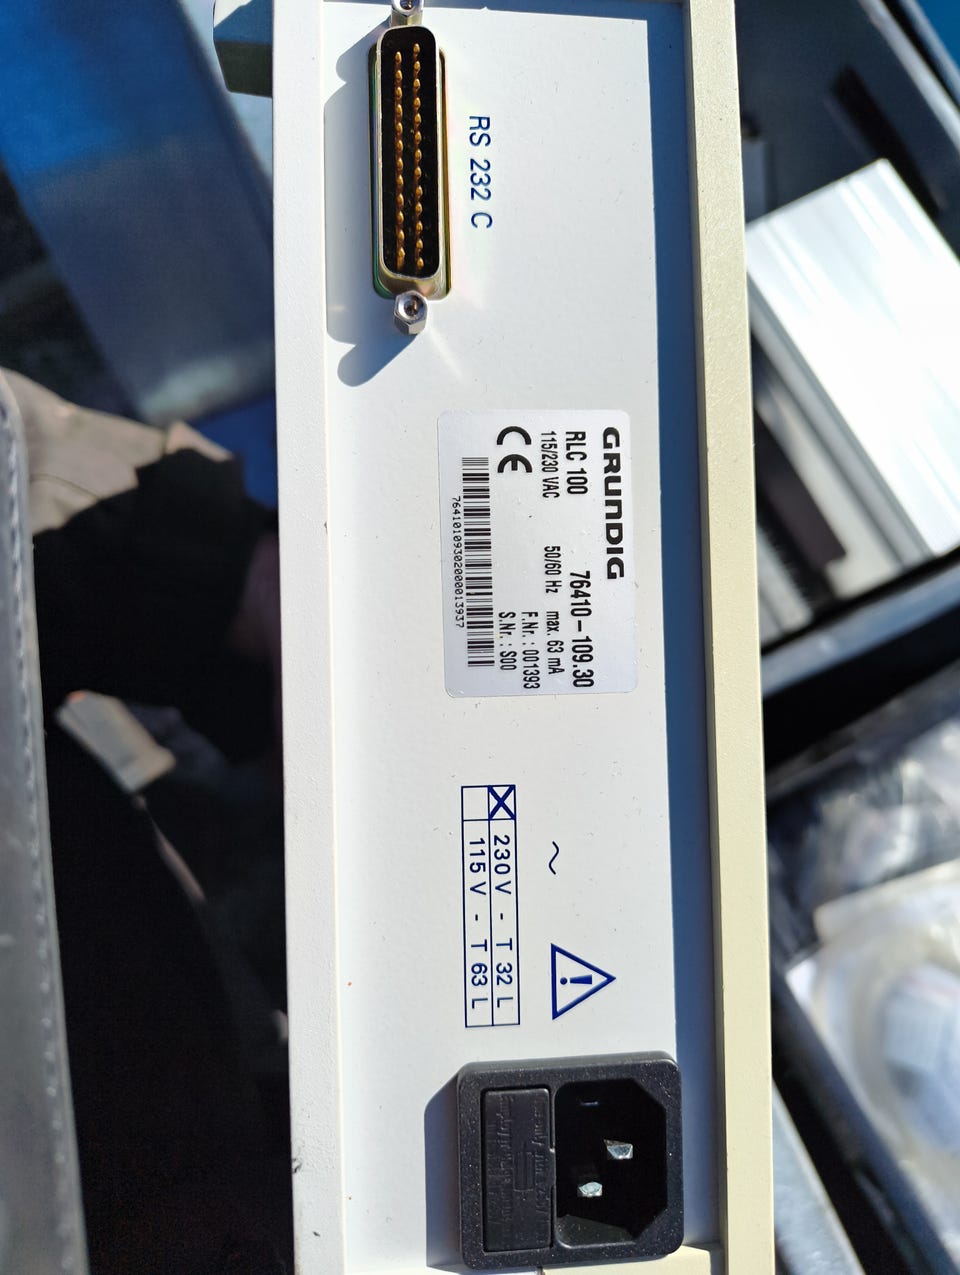 RS 232 C
GRUNDIG
RLC 100 76410-109.30
115/230 VAC 50/60 Hz max. 63 mA
F.Nr. : 001393
CE S.Nr. : S00
7641010930200013937
~
230 V - T 32 L
115 V - T 63 L